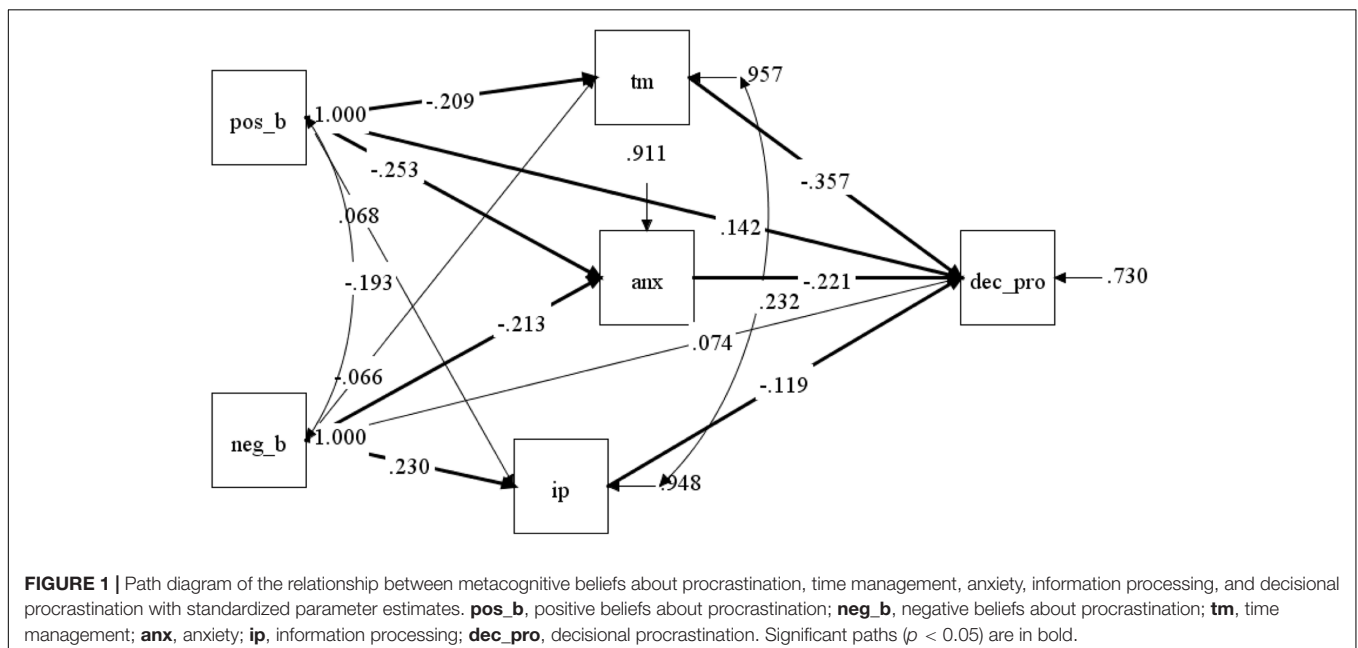 tm
.957
pos_b
1.000
-.209
.911
-.253
-.357
.068
.142
anx
-.221
dec_pro
.730
-.193
.232
-.213
.074
-.066
-.119
neg_b
1.000
.230
ip
.948
FIGURE 1 | Path diagram of the relationship between metacognitive beliefs about procrastination, time management, anxiety, information processing, and decisional
procrastination with standardized parameter estimates. pos_b, positive beliefs about procrastination; neg_b, negative beliefs about procrastination; tm, time
management; anx, anxiety; ip, information processing; dec_pro, decisional procrastination. Significant paths (p < 0.05) are in bold.